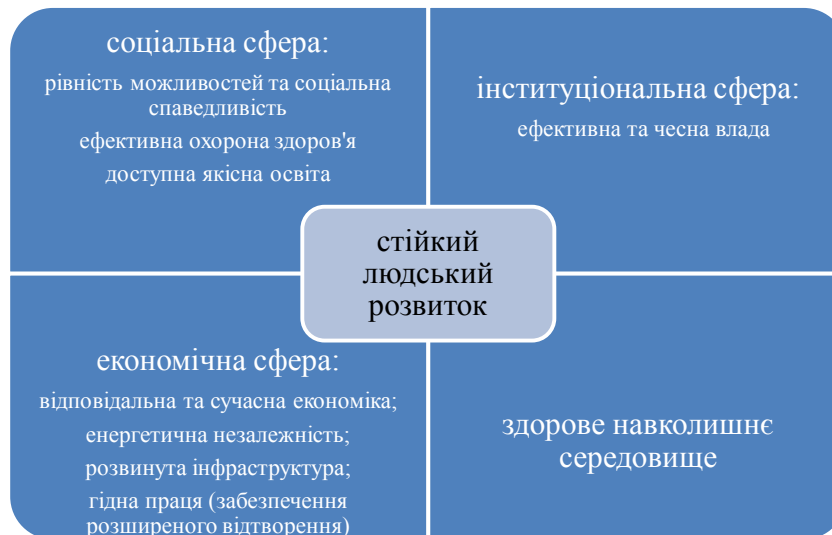 соціальна сфера:
рівність можливостей та соціальна
спаведливість
ефективна охорона здоров'я
доступна якісна освіта
інституціональна сфера:
ефективна та чесна влада
стійкий
людський
розвиток
економічна сфера:
відповідальна та сучасна економіка;
енергетична незалежність;
розвинута інфраструктура;
гідна праця (забезпечення
розширеного відтворення)
здорове навколишнє
середовище